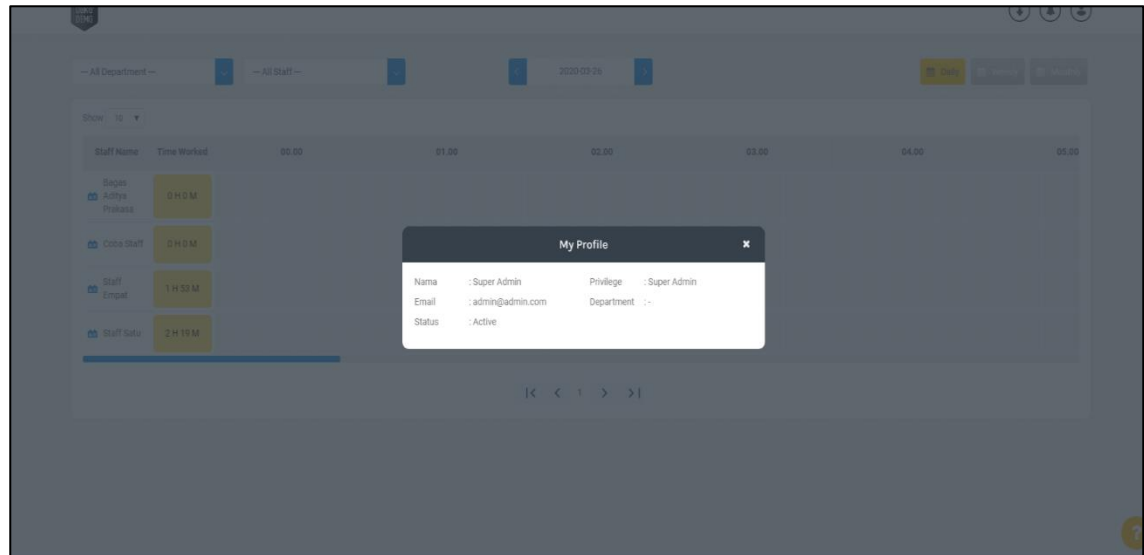 DEMO
-- All Department -- -- All Staff -- 2020-03-26 Daily
Show 10
Staff Name Time Worked 00.00 01.00 02.00 03.00 04.00 05.00
Bagas
Aditya
Prakasa
0 H 0 M
Coba Staff 0 H 0 M
Staff
Empat
1 H 53 M
Staff Satu 2 H 19 M
My Profile
Nama : Super Admin Privilege : Super Admin
Email : admin@admin.com Department : -
Status : Active
1
?